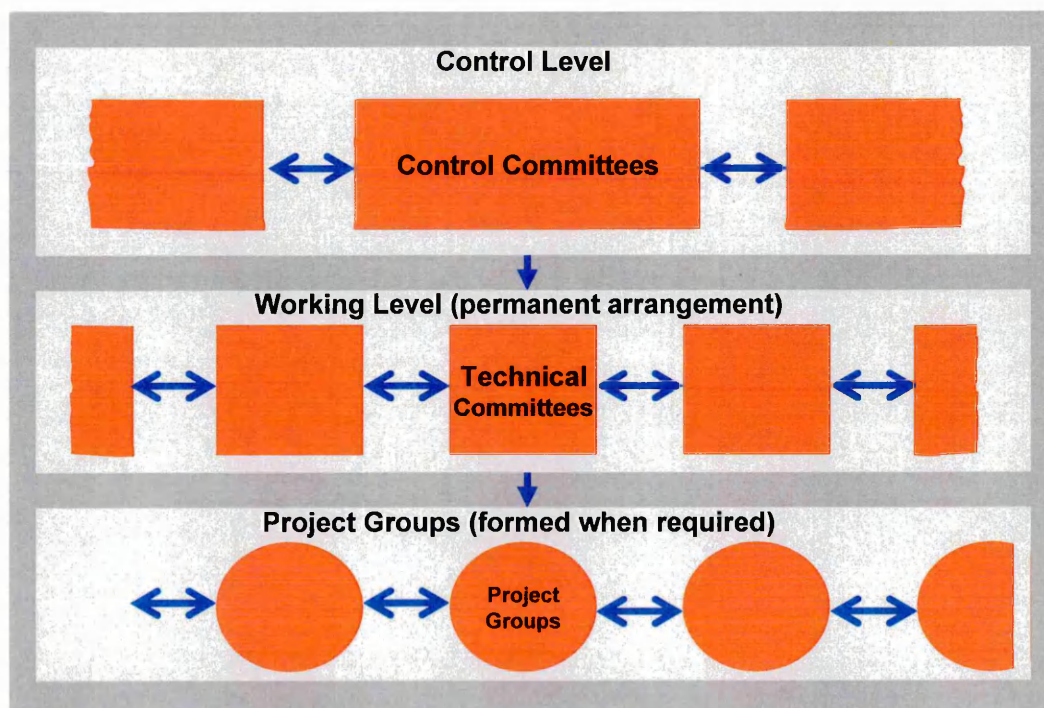 Control Level
Control Committees
Working Level (permanent arrangement)
Technical
Committees
Project Groups (formed when required)
Project
Groups